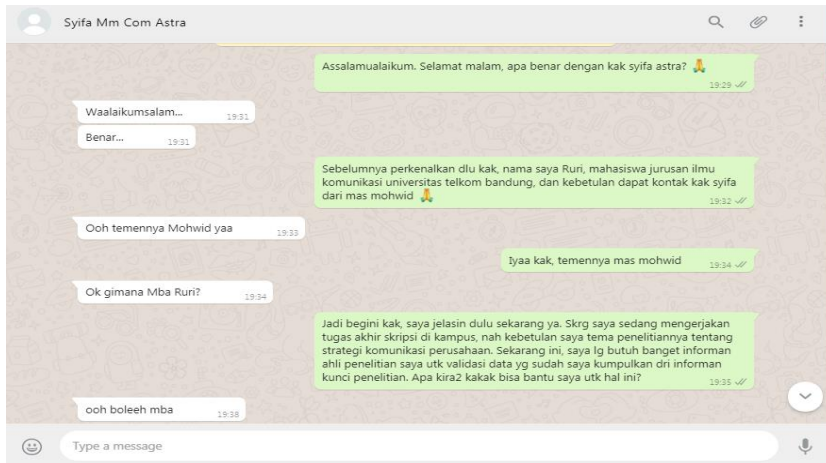 Syifa Mm Com Astra
Assalamualaikum. Selamat malam, apa benar dengan kak syifa astra? 🙏
19:29
Waalaikumsalam...
19:31
Benar...
19:31
Sebelumnya perkenalkan dlu kak, nama saya Ruri, mahasiswa jurusan ilmu
komunikasi universitas telkom bandung, dan kebetulan dapat kontak kak syifa
dari mas mohwid 🙏
19:32
Ooh temennya Mohwid yaa
19:33
Iyaa kak, temennya mas mohwid
19:34
Ok gimana Mba Ruri?
19:34
Jadi begini kak, saya jelasin dulu sekarang ya. Skrg saya sedang mengerjakan
tugas akhir skripsi di kampus, nah kebetulan saya tema penelitiannya tentang
strategi komunikasi perusahaan. Sekarang ini, saya lg butuh banget informan
ahli penelitian saya utk validasi data yg sudah saya kumpulkan dri informan
kunci penelitian. Apa kira2 kakak bisa bantu saya utk hal ini?
19:35
ooh boleeh mba
19:38
Type a message